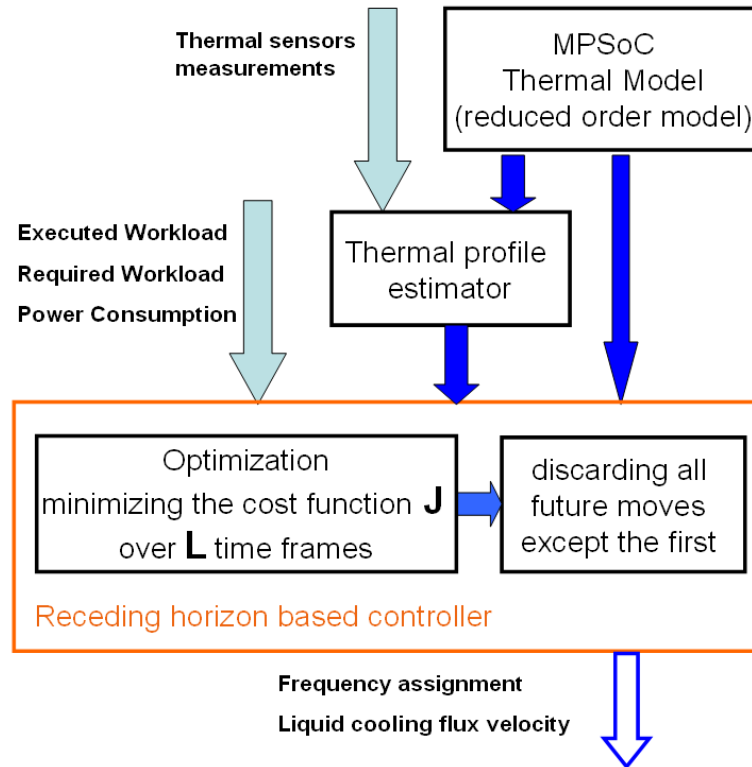 Thermal sensors
measurements
MPSoC
Thermal Model
(reduced order model)
Executed Workload
Required Workload
Power Consumption
Thermal profile
estimator
Optimization
minimizing the cost function J
over L time frames
discarding all
future moves
except the first
Receding horizon based controller
Frequency assignment
Liquid cooling flux velocity